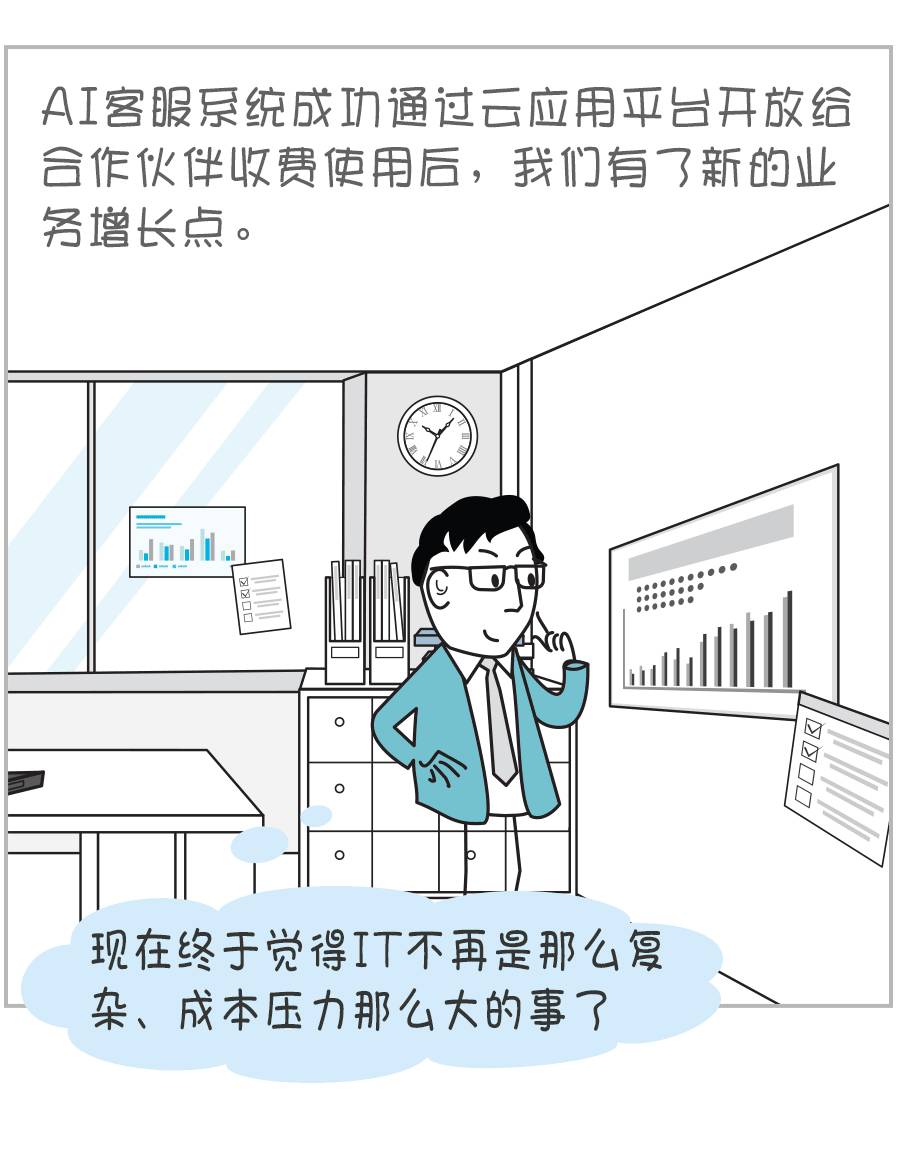 AI客服系统成功通过云应用平台开放给
合作伙伴收费使用后，我们有了新的业
务增长点。
现在终于觉得IT不再是那么复
杂、成本压力那么大的事了